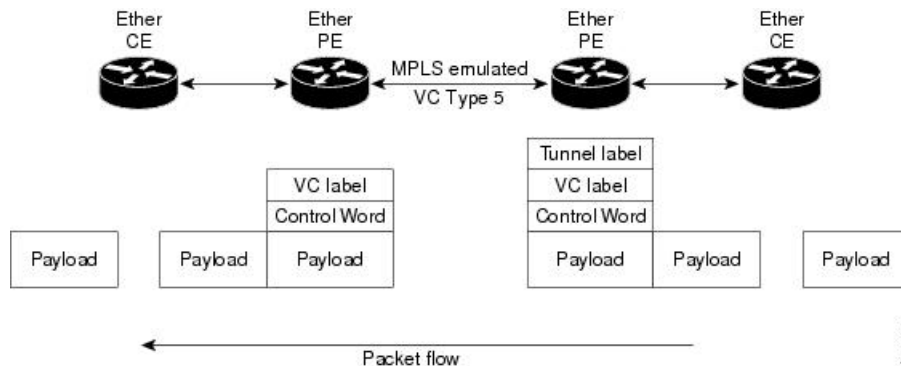 Ether CE
Ether PE
Ether PE
Ether CE
MPLS emulated
VC Type 5
Tunnel label
VC label
VC label
Control Word
Control Word
Payload
Payload
Payload
Payload
Payload
Payload
Packet flow